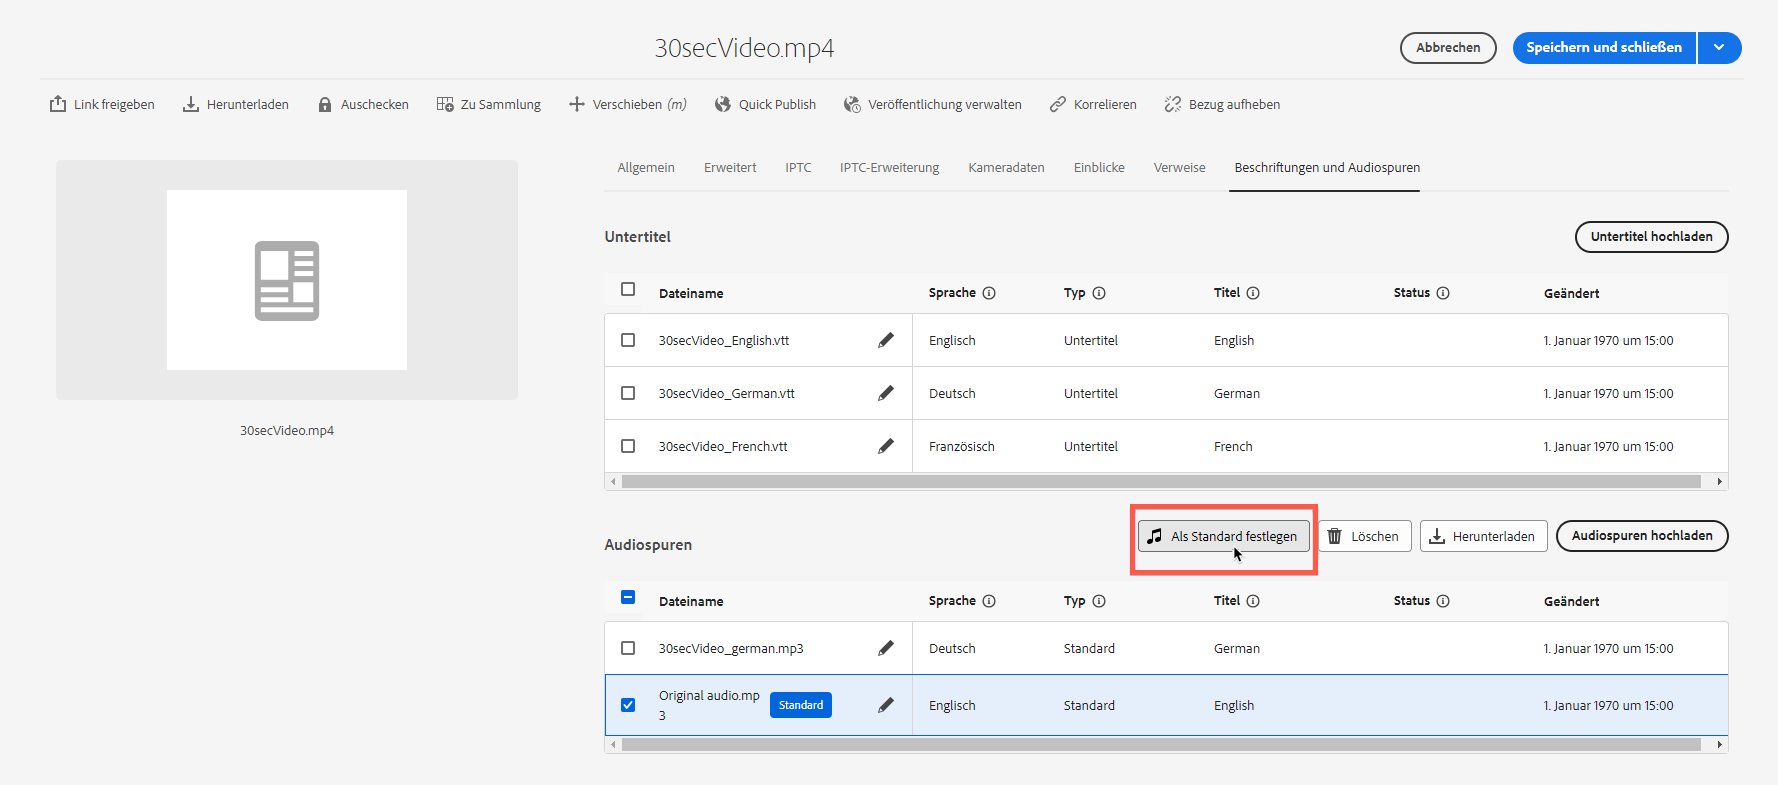 30secVideo.mp4
Abbrechen
Speichern und schließen
Link freigeben
Herunterladen
Auschecken
Zu Sammlung
Verschieben (m)
Quick Publish
Veröffentlichung verwalten
Korrelieren
Bezug aufheben
Allgemein
Erweitert
IPTC
IPTC-Erweiterung
Kameradaten
Einblicke
Verweise
Beschriftungen und Audiospuren
30secVideo.mp4
Untertitel
Untertitel hochladen
Dateiname Sprache Typ Titel Status Geändert
30secVideo_English.vtt Englisch Untertitel English 1. Januar 1970 um 15:00
30secVideo_German.vtt Deutsch Untertitel German 1. Januar 1970 um 15:00
30secVideo_French.vtt Französisch Untertitel French 1. Januar 1970 um 15:00
Audiospuren
Als Standard festlegen
Löschen
Herunterladen
Audiospuren hochladen
Dateiname Sprache Typ Titel Status Geändert
30secVideo_german.mp3 Deutsch Standard German 1. Januar 1970 um 15:00
Original audio.mp
3
Standard
Englisch Standard English 1. Januar 1970 um 15:00